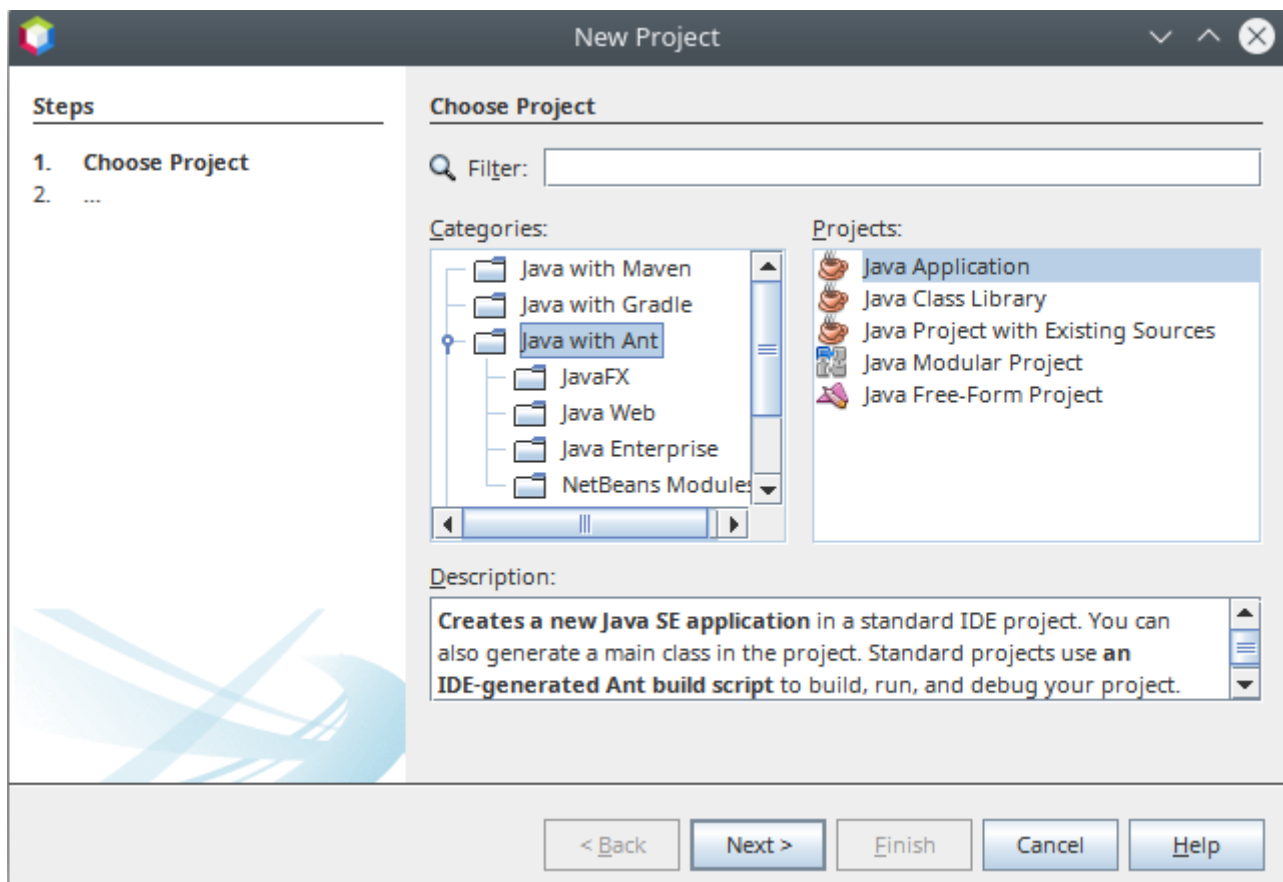 New Project
Steps
1. Choose Project
2. ...
Choose Project
Filter:
Categories:
Java with Maven
Java with Gradle
Java with Ant
JavaFX
Java Web
Java Enterprise
NetBeans Modules
Projects:
Java Application
Java Class Library
Java Project with Existing Sources
Java Modular Project
Java Free-Form Project
Description:
Creates a new Java SE application in a standard IDE project. You can
also generate a main class in the project. Standard projects use an
IDE-generated Ant build script to build, run, and debug your project.
< Back
Next >
Finish
Cancel
Help